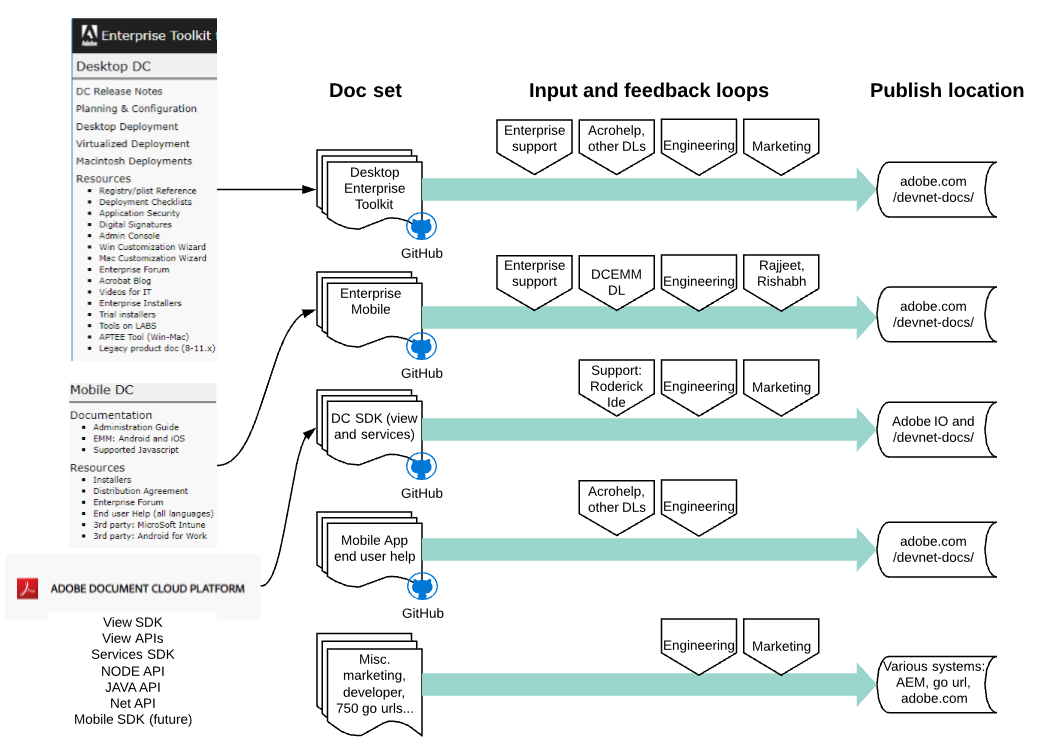 Adobe
Enterprise Toolkit
Desktop DC
DC Release Notes
Planning & Configuration
Desktop Deployment
Virtualized Deployment
Macintosh Deployments
Resources
Registry/plist Reference
Deployment Checklists
Application Security
Digital Signatures
Admin Console
Win Customization Wizard
Mac Customization Wizard
Enterprise Forum
Acrobat Blog
Videos for IT
Enterprise Installers
Trial installers
Tools on LABS
APTEE Tool (Win-Mac)
Legacy product doc (8-11.x)
Mobile DC
Documentation
Administration Guide
EMM: Android and iOS
Supported Javascript
Resources
Installers
Distribution Agreement
Enterprise Forum
End user Help (all languages)
3rd party: MicroSoft Intune
3rd party: Android for Work
ADOBE DOCUMENT CLOUD PLATFORM
View SDK
View APIs
Services SDK
NODE API
JAVA API
Net API
Mobile SDK (future)
Doc set
Input and feedback loops
Publish location
Desktop
Enterprise
Toolkit
GitHub
Enterprise
support
Acrohelp,
other DLs
Engineering
Marketing
adobe.com
/devnet-docs/
Enterprise
Mobile
GitHub
Enterprise
support
DCEMM
DL
Engineering
Rajjeet,
Rishabh
adobe.com
/devnet-docs/
DC SDK (view
and services)
GitHub
Support:
Roderick
Ide
Engineering
Marketing
Adobe IO and
/devnet-docs/
Mobile App
end user help
GitHub
Acrohelp,
other DLs
Engineering
adobe.com
/devnet-docs/
Misc.
marketing,
developer,
750 go urls...
Engineering
Marketing
Various systems:
AEM, go url,
adobe.com